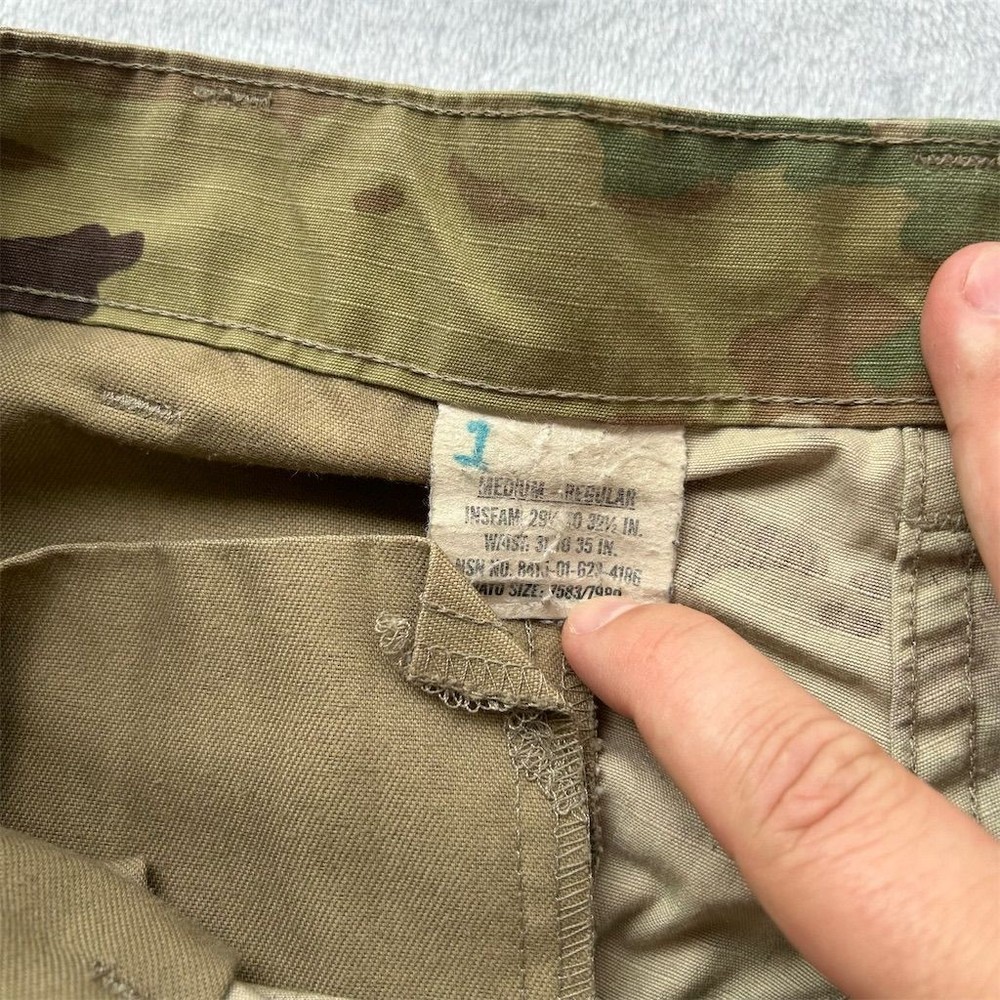 1
MEDIUM - REGULAR
INSEAM 29½ TO 32½ IN.
WAIST: 31 TO 35 IN.
NSN NO. 8415-01-623-4186
NATO SIZE: 7583/7989